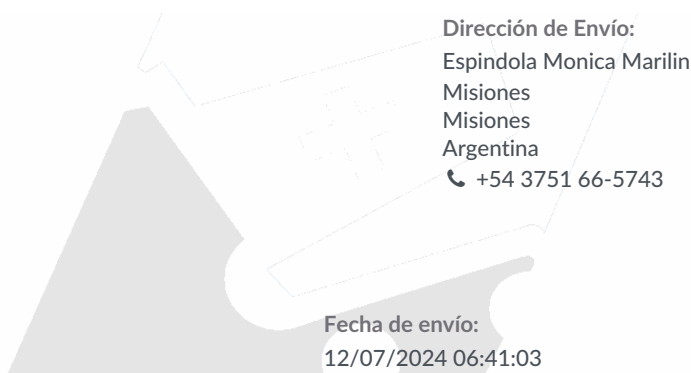 Dirección de Envío:
Espindola Monica Marilin
Misiones
Misiones
Argentina
+54 3751 66-5743
Fecha de envío:
12/07/2024 06:41:03